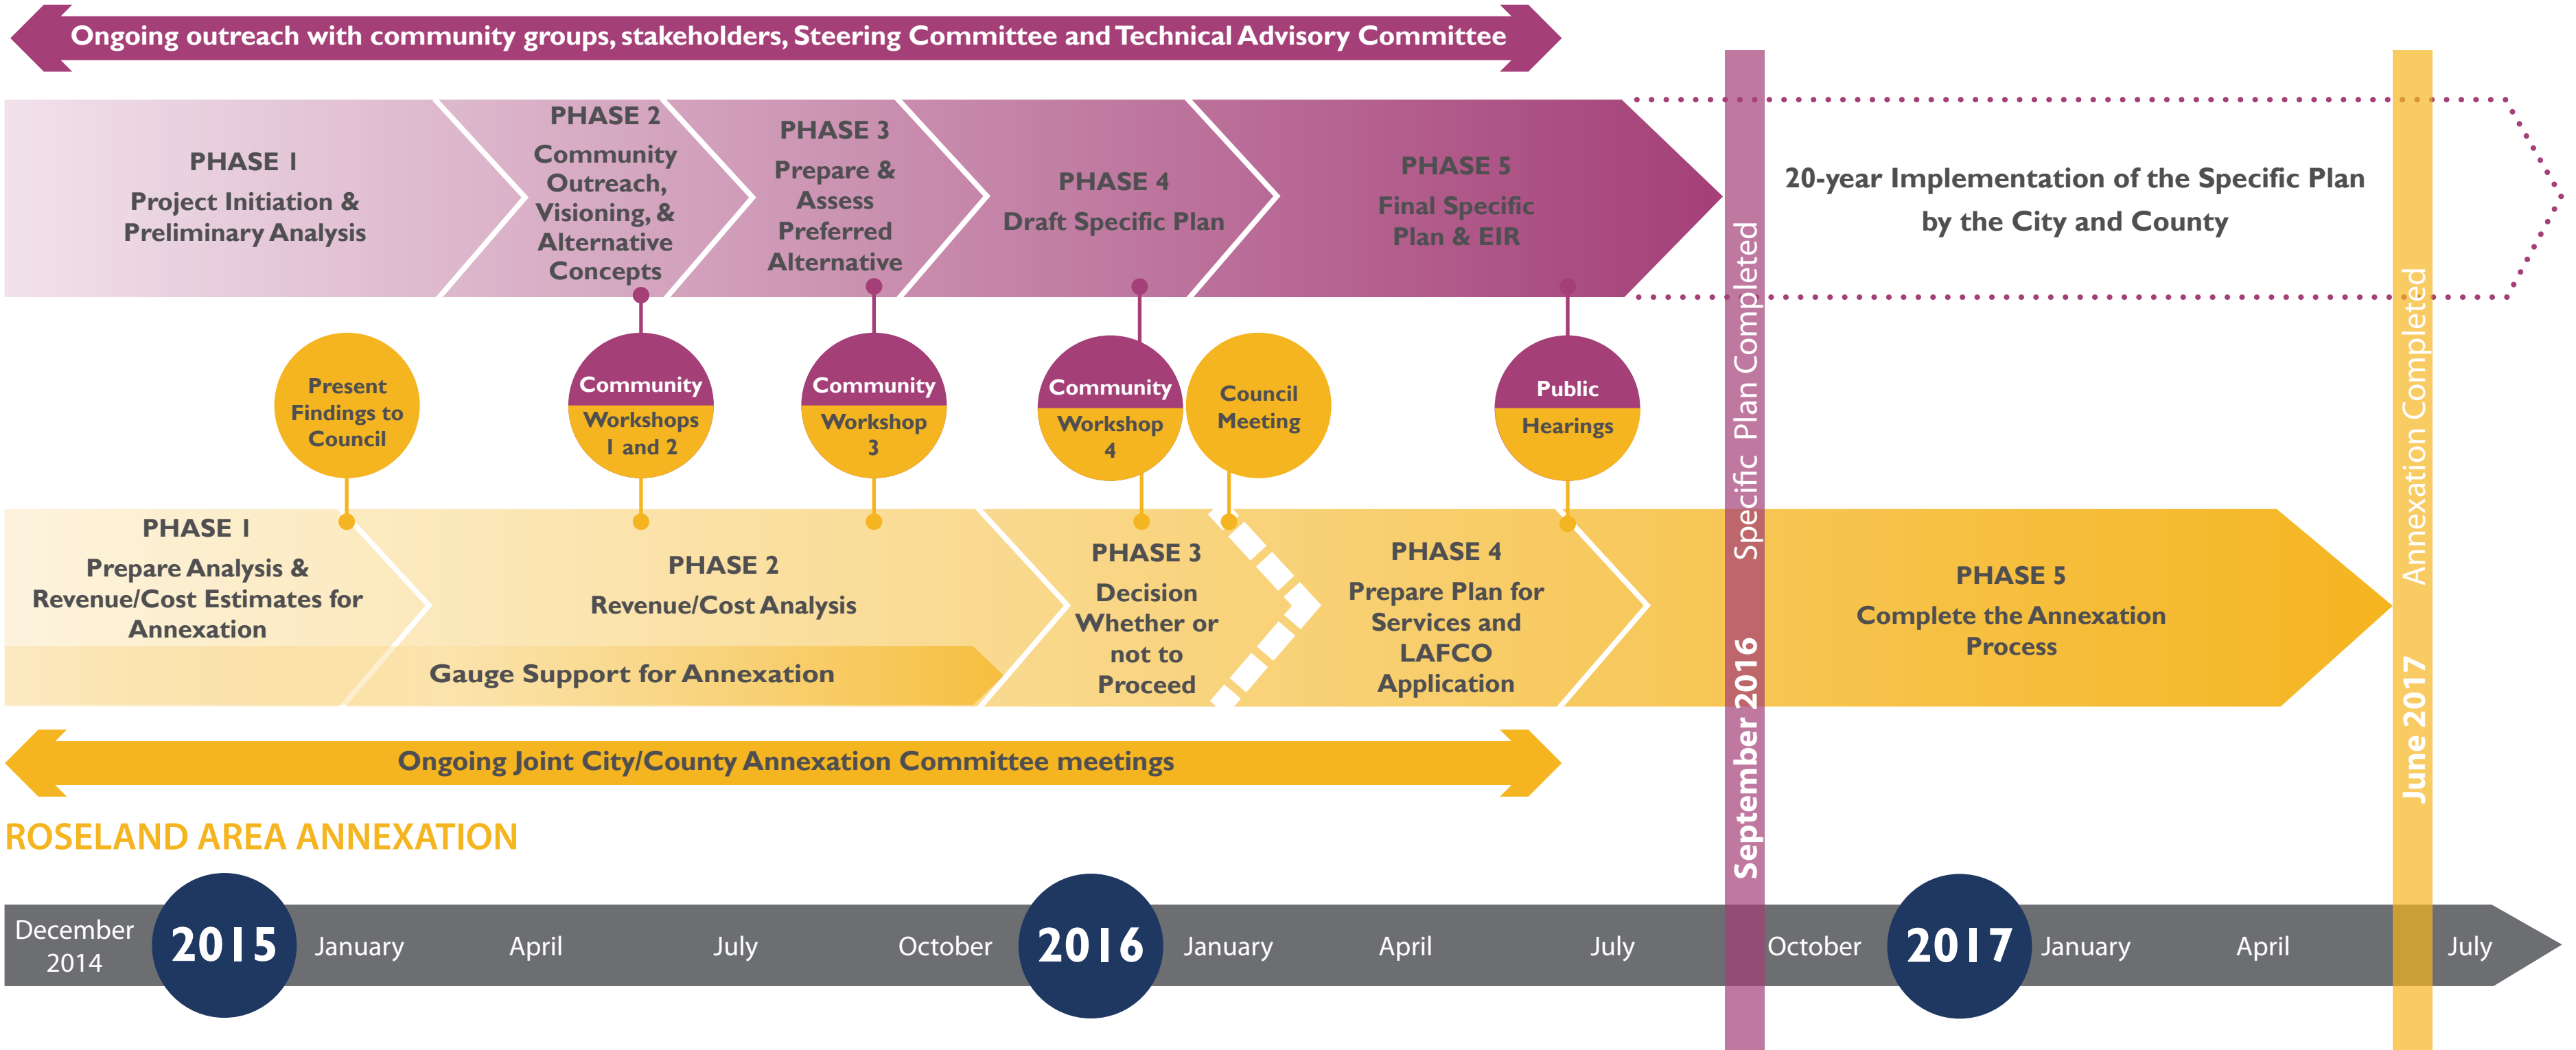 Ongoing outreach with community groups, stakeholders, Steering Committee and Technical Advisory Committee
PHASE 1
Project Initiation &
Preliminary Analysis
PHASE 2
Community
Outreach,
Visioning, &
Alternative
Concepts
PHASE 3
Prepare &
Assess
Preferred
Alternative
PHASE 4
Draft Specific Plan
PHASE 5
Final Specific
Plan & EIR
20-year Implementation of the Specific Plan
by the City and County
Present
Findings to
Council
Community
Workshops
1 and 2
Community
Workshop
3
Community
Workshop
4
Council
Meeting
Public
Hearings
September 2016 Specific Plan Completed
June 2017 Annexation Completed
PHASE 1
Prepare Analysis &
Revenue/Cost Estimates for
Annexation
PHASE 2
Revenue/Cost Analysis
Gauge Support for Annexation
PHASE 3
Decision
Whether or
not to
Proceed
PHASE 4
Prepare Plan for
Services and
LAFCO
Application
PHASE 5
Complete the Annexation
Process
Ongoing Joint City/County Annexation Committee meetings
ROSELAND AREA ANNEXATION
December
2014
2015
January
April
July
October
2016
January
April
July
October
2017
January
April
July